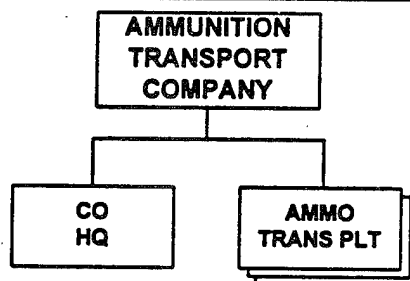 AMMUNITION
TRANSPORT
COMPANY
CO
HQ
AMMO
TRANS PLT